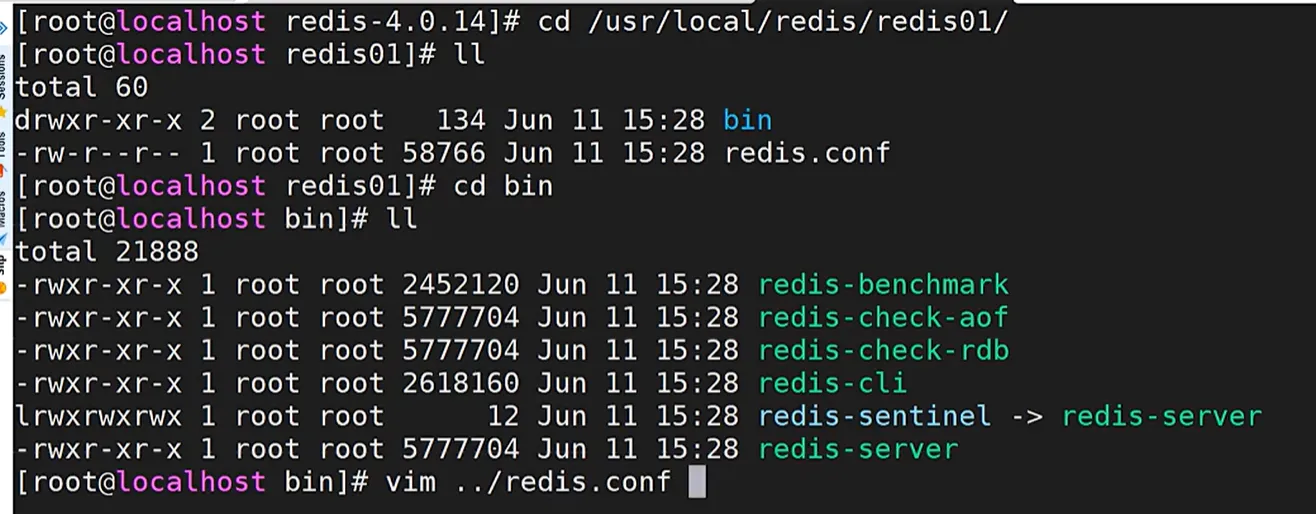 [root@localhost redis-4.0.14]# cd /usr/local/redis/redis01/
[root@localhost redis01]# ll
total 60
drwxr-xr-x 2 root root   134 Jun 11 15:28 bin
-rw-r--r-- 1 root root 58766 Jun 11 15:28 redis.conf
[root@localhost redis01]# cd bin
[root@localhost bin]# ll
total 21888
-rwxr-xr-x 1 root root 2452120 Jun 11 15:28 redis-benchmark
-rwxr-xr-x 1 root root 5777704 Jun 11 15:28 redis-check-aof
-rwxr-xr-x 1 root root 5777704 Jun 11 15:28 redis-check-rdb
-rwxr-xr-x 1 root root 2618160 Jun 11 15:28 redis-cli
lrwxrwxrwx 1 root root      12 Jun 11 15:28 redis-sentinel -> redis-server
-rwxr-xr-x 1 root root 5777704 Jun 11 15:28 redis-server
[root@localhost bin]# vim ../redis.conf
Sessions
Tools
Macros